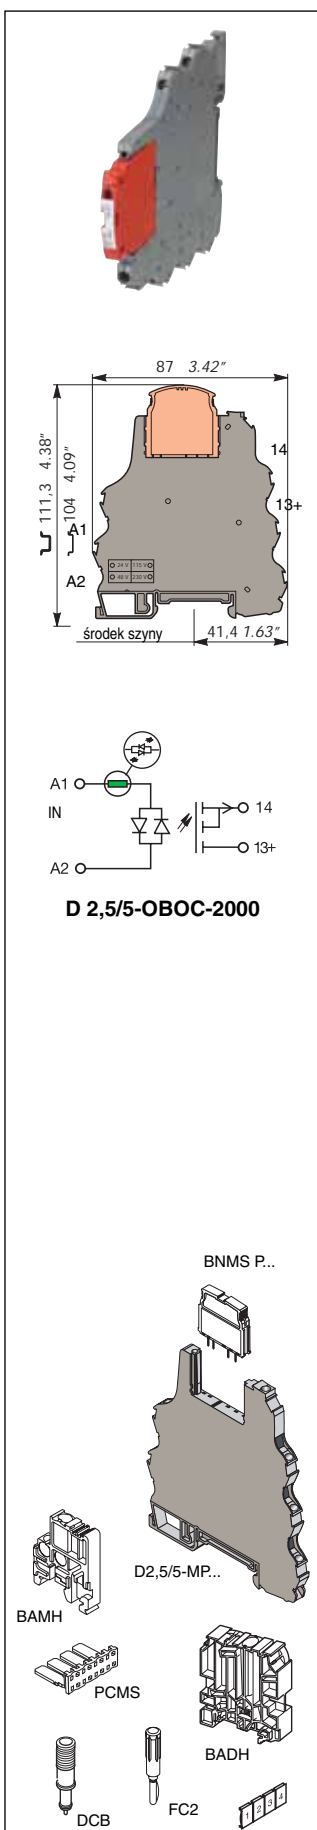 87 3.42"
111,3 4.38"
104 4.09"
14
13+
A1
A2
24 V 115 V
48 V 230 V
środek szyny
41,4 1.63"
A1
IN
A2
14
13+
D 2,5/5-OBOC-2000
BNMS P...
D2,5/5-MP...
BAMH
PCMS
BADH
DCB
FC2
1 2 3 4